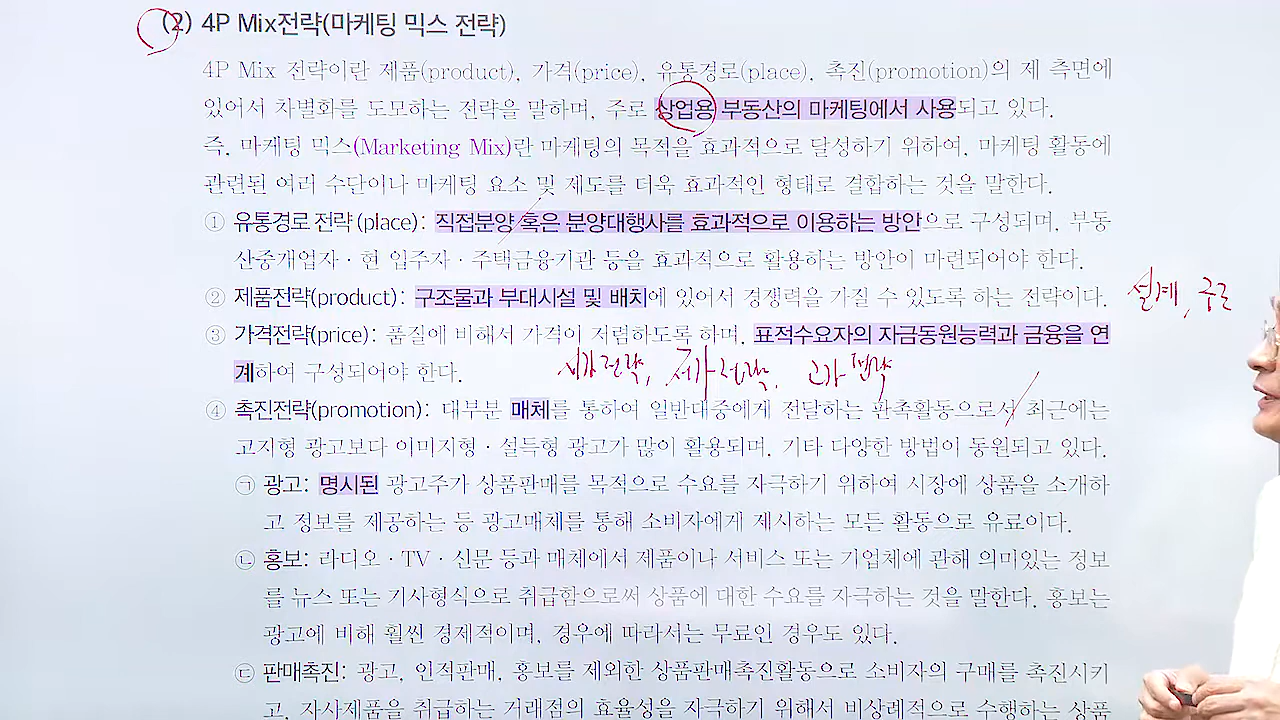 (2) 4P Mix전략(마케팅 믹스 전략)
4P Mix 전략이란 제품(product), 가격(price), 유통경로(place), 촉진(promotion)의 제 측면에
있어서 차별화를 도모하는 전략을 말하며, 주로 상업용 부동산의 마케팅에서 사용되고 있다.
즉, 마케팅 믹스(Marketing Mix)란 마케팅의 목적을 효과적으로 달성하기 위하여, 마케팅 활동에
관련된 여러 수단이나 마케팅 요소 및 제도를 더욱 효과적인 형태로 결합하는 것을 말한다.
① 유통경로 전략 (place): 직접분양 혹은 분양대행사를 효과적으로 이용하는 방안으로 구성되며, 부동
산중개업자·현 입주자·주택금융기관 등을 효과적으로 활용하는 방안이 마련되어야 한다.
② 제품전략(product): 구조물과 부대시설 및 배치에 있어서 경쟁력을 가질 수 있도록 하는 전략이다. 설계,
③ 가격전략(price): 품질에 비해서 가격이 저렴하도록 하며, 표적수요자의 자금동원능력과 금융을 연
계하여 구성되어야 한다. 시가전략, 저가전략, 고가전략
④ 촉진전략(promotion): 대부분 매체를 통하여 일반대중에게 전달하는 판촉활동으로서 최근에는
고지형 광고보다 이미지형·설득형 광고가 많이 활용되며, 기타 다양한 방법이 동원되고 있다.
㉠ 광고: 명시된 광고주가 상품판매를 목적으로 수요를 자극하기 위하여 시장에 상품을 소개하
고 정보를 제공하는 등 광고매체를 통해 소비자에게 제시하는 모든 활동으로 유료이다.
㉡ 홍보: 라디오·TV·신문 등과 매체에서 제품이나 서비스 또는 기업체에 관해 의미있는 정보
를 뉴스 또는 기사형식으로 취급함으로써 상품에 대한 수요를 자극하는 것을 말한다. 홍보는
광고에 비해 훨씬 경제적이며, 경우에 따라서는 무료인 경우도 있다.
㉢ 판매촉진: 광고, 인적판매, 홍보를 제외한 상품판매촉진활동으로 소비자의 구매를 촉진시키
고, 자사제품을 취급하는 거래점의 효율성을 자극하기 위해서 비상례적으로 수행하는 상품